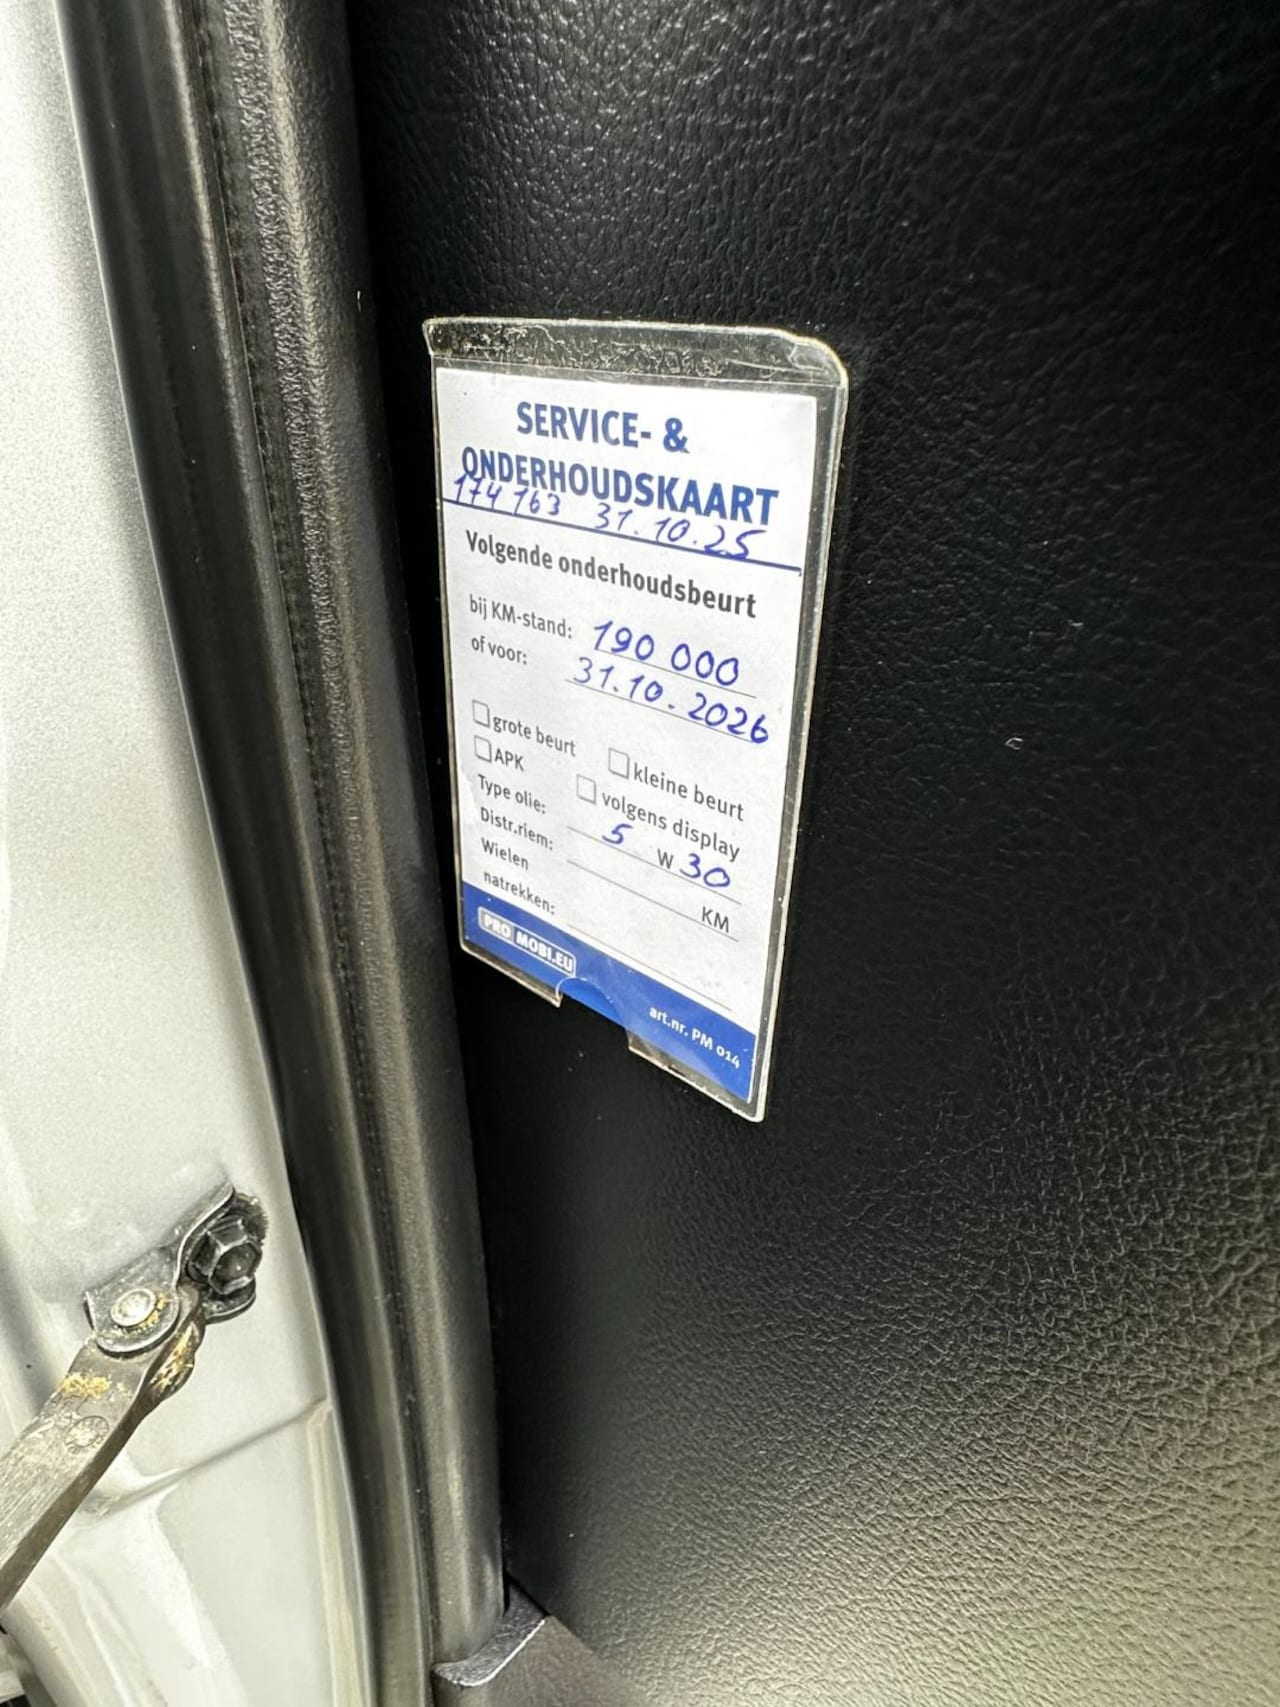 SERVICE- &
ONDERHOUDSKAART
174 163 31.10.25
Volgende onderhoudsbeurt
bij KM-stand: 190 000
of voor: 31.10.2026
grote beurt kleine beurt
APK volgens display
Type olie: 5 W 30
Distr.riem: KM
Wielen
natrekken:
PRO MOBI.EU
art.nr. PM 014